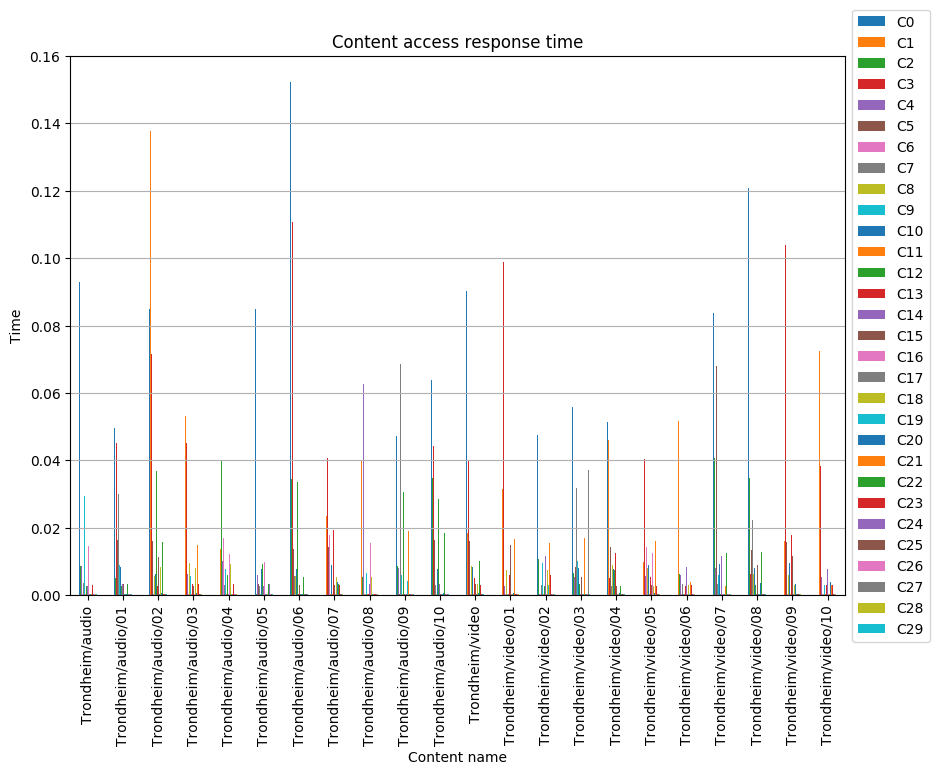 Content access response time
0.16
0.14
0.12
0.10
0.08
0.06
0.04
0.02
0.00
Time
Trondheim/audio
Trondheim/audio/01
Trondheim/audio/02
Trondheim/audio/03
Trondheim/audio/04
Trondheim/audio/05
Trondheim/audio/06
Trondheim/audio/07
Trondheim/audio/08
Trondheim/audio/09
Trondheim/audio/10
Trondheim/video
Trondheim/video/01
Trondheim/video/02
Trondheim/video/03
Trondheim/video/04
Trondheim/video/05
Trondheim/video/06
Trondheim/video/07
Trondheim/video/08
Trondheim/video/09
Trondheim/video/10
Content name
C0
C1
C2
C3
C4
C5
C6
C7
C8
C9
C10
C11
C12
C13
C14
C15
C16
C17
C18
C19
C20
C21
C22
C23
C24
C25
C26
C27
C28
C29